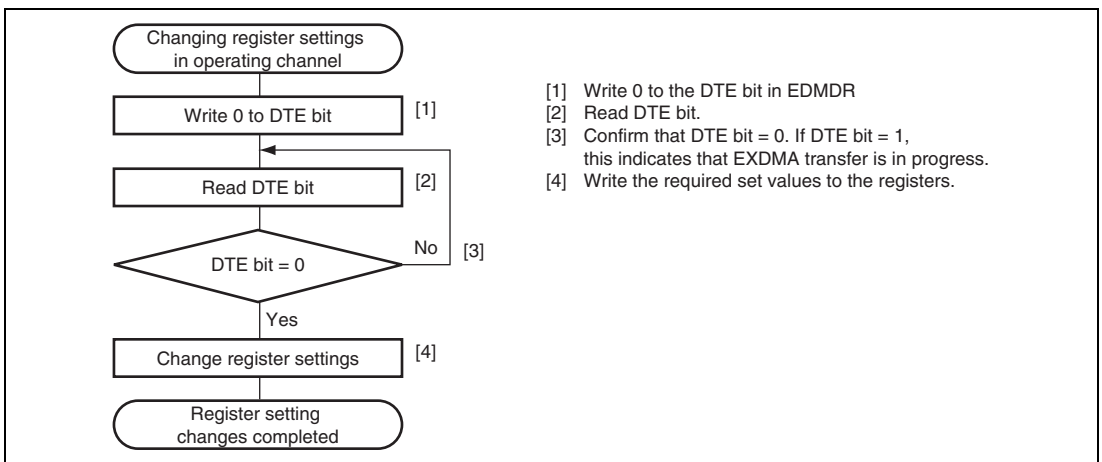 Changing register settings
in operating channel
Write 0 to DTE bit
[1]
Read DTE bit
[2]
DTE bit = 0
No
[3]
Yes
Change register settings
[4]
Register setting
changes completed
[1] Write 0 to the DTE bit in EDMDR
[2] Read DTE bit.
[3] Confirm that DTE bit = 0. If DTE bit = 1,
this indicates that EXDMA transfer is in progress.
[4] Write the required set values to the registers.